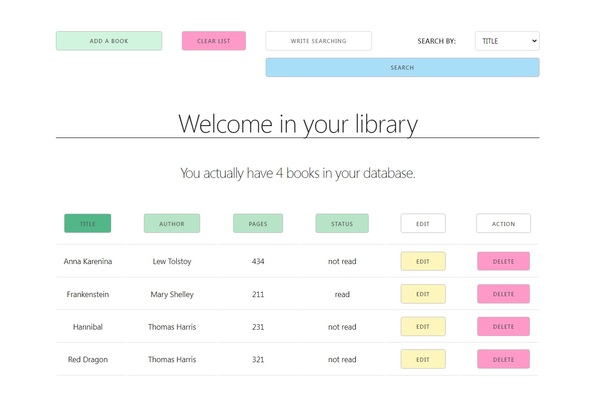 ADD A BOOK CLEAR LIST WRITE SEARCHING SEARCH BY: TITLE
SEARCH
Welcome in your library
You actually have 4 books in your database.
TITLE AUTHOR PAGES STATUS EDIT ACTION
Anna Karenina Lew Tolstoy 434 not read EDIT DELETE
Frankenstein Mary Shelley 211 read EDIT DELETE
Hannibal Thomas Harris 231 not read EDIT DELETE
Red Dragon Thomas Harris 321 not read EDIT DELETE